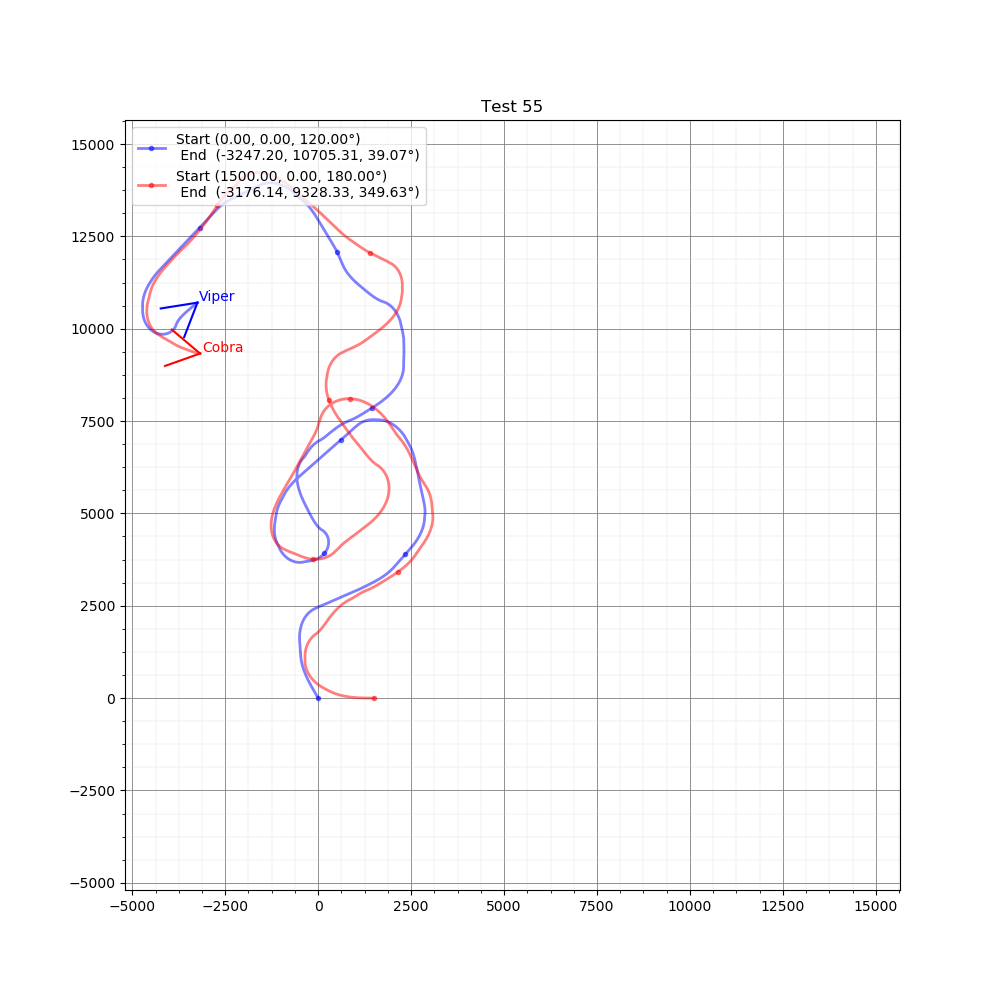 Test 55
Start (0.00, 0.00, 120.00°)
End  (-3247.20, 10705.31, 39.07°)
Start (1500.00, 0.00, 180.00°)
End  (-3176.14, 9328.33, 349.63°)
15000
12500
10000
7500
5000
2500
0
−2500
−5000
Viper
Cobra
−5000 −2500 0 2500 5000 7500 10000 12500 15000